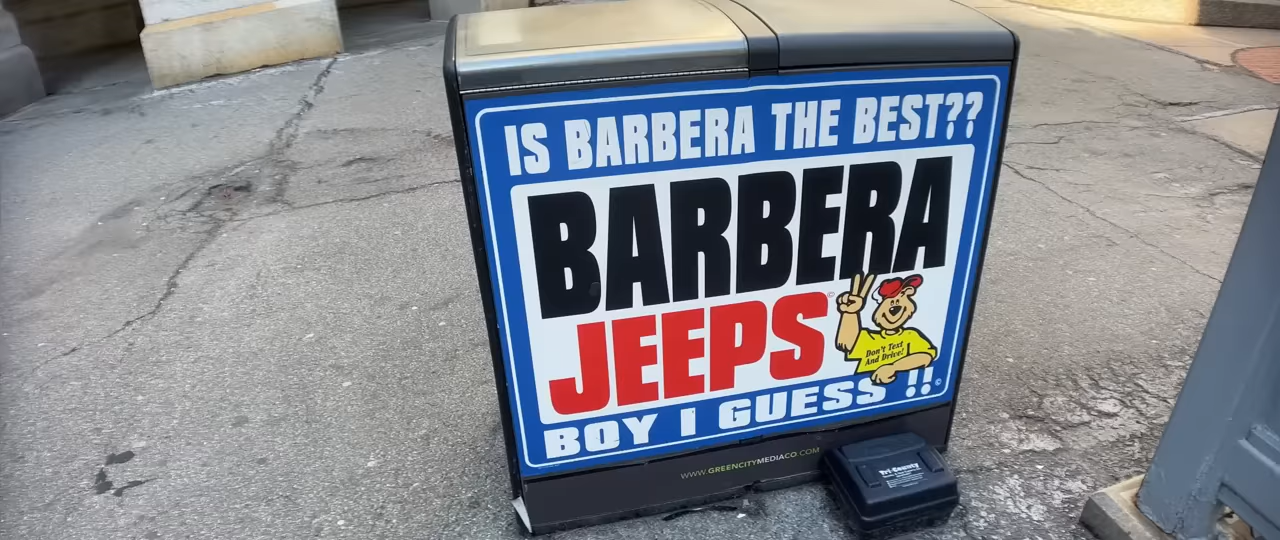 IS BARBERA THE BEST??
BARBERA
JEEPS©
Don't Text
And Drive!
BOY I GUESS !!©
WWW.GREENCITYMEDIACO.COM
Tri-County